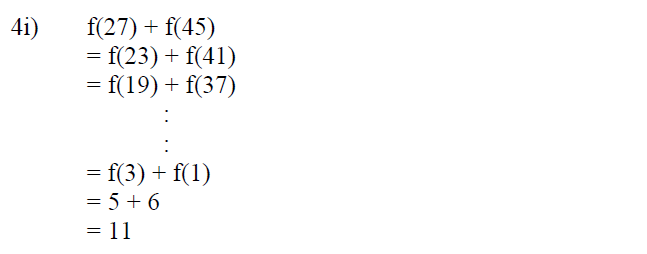 4i) f(27) + f(45)
= f(23) + f(41)
= f(19) + f(37)
:
:
= f(3) + f(1)
= 5 + 6
= 11